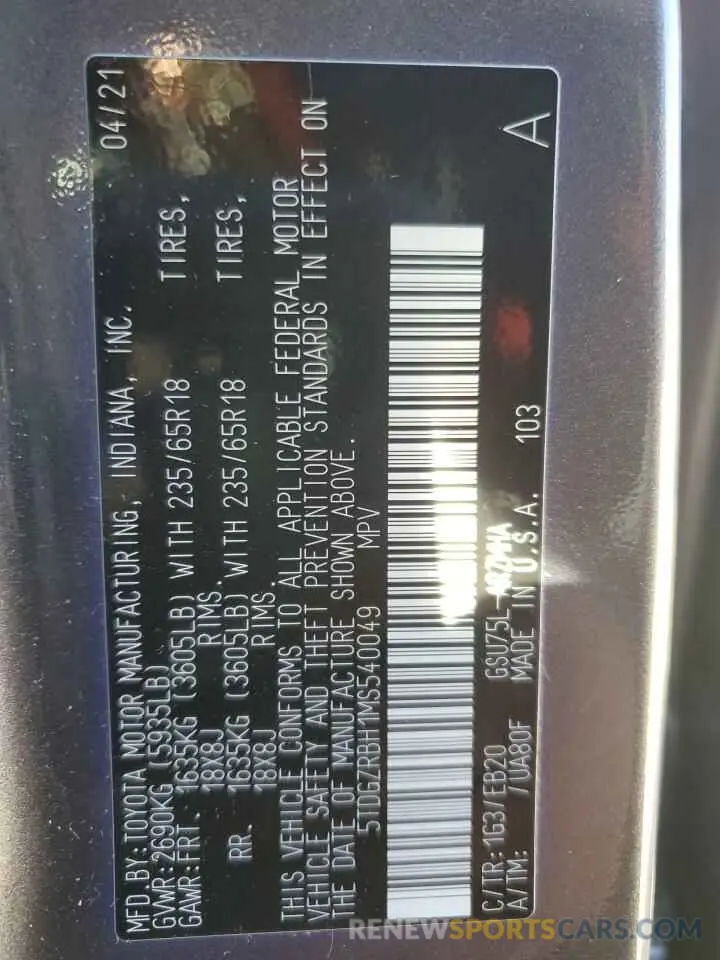 MFD.BY:TOYOTA MOTOR MANUFACTURING, INDIANA, INC. 04/21
GVWR:2690KG (5935LB)
GAWR:FRT. 1635KG (3605LB) WITH 235/65R18 TIRES,
18X8J RIMS.
RR. 1635KG (3605LB) WITH 235/65R18 TIRES,
18X8J RIMS.
THIS VEHICLE CONFORMS TO ALL APPLICABLE FEDERAL MOTOR
VEHICLE SAFETY AND THEFT PREVENTION STANDARDS IN EFFECT ON
THE DATE OF MANUFACTURE SHOWN ABOVE.
5TDGZRBH1MS540049 MPV
C/TR:1G3/EB20 GSU75L-
A/TM: /UA80F MADE IN U.S.A. 103
A
RENEWSPORTSCARS.COM